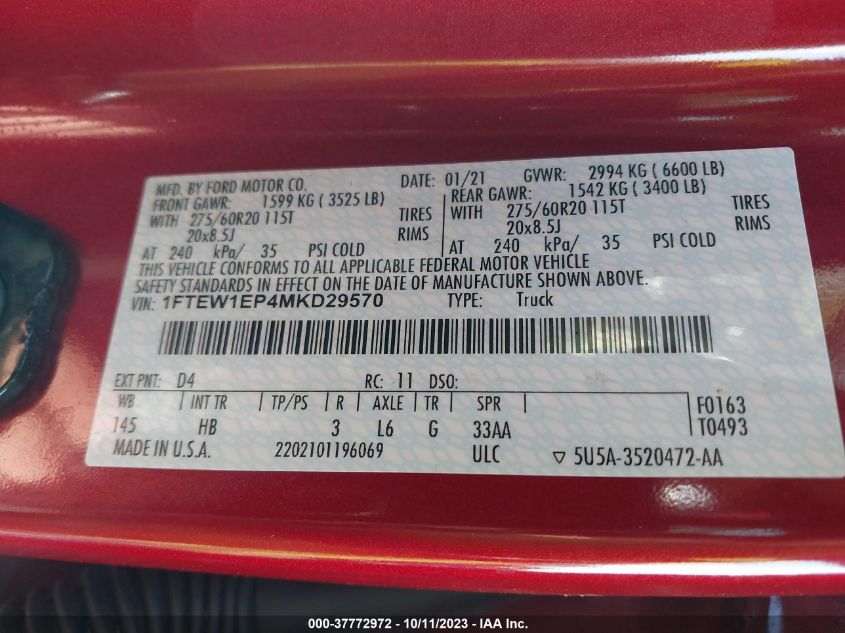 MFD. BY FORD MOTOR CO. DATE: 01/21 GVWR: 2994 KG ( 6600 LB)
FRONT GAWR: 1599 KG ( 3525 LB) REAR GAWR: 1542 KG ( 3400 LB)
WITH 275/60R20 115T TIRES WITH 275/60R20 115T TIRES
20x8.5J RIMS 20x8.5J RIMS
AT 240 kPa/ 35 PSI COLD AT 240 kPa/ 35 PSI COLD
THIS VEHICLE CONFORMS TO ALL APPLICABLE FEDERAL MOTOR VEHICLE
SAFETY STANDARDS IN EFFECT ON THE DATE OF MANUFACTURE SHOWN ABOVE.
VIN: 1FTEW1EP4MKD29570 TYPE: Truck
EXT PNT: D4 RC: 11 DSO:
WB INT TR TP/PS R AXLE TR SPR F0163
145 HB 3 L6 G 33AA T0493
MADE IN U.S.A. 2202101196069 ULC ▽ 5U5A-3520472-AA
000-37772972 - 10/11/2023 - IAA Inc.